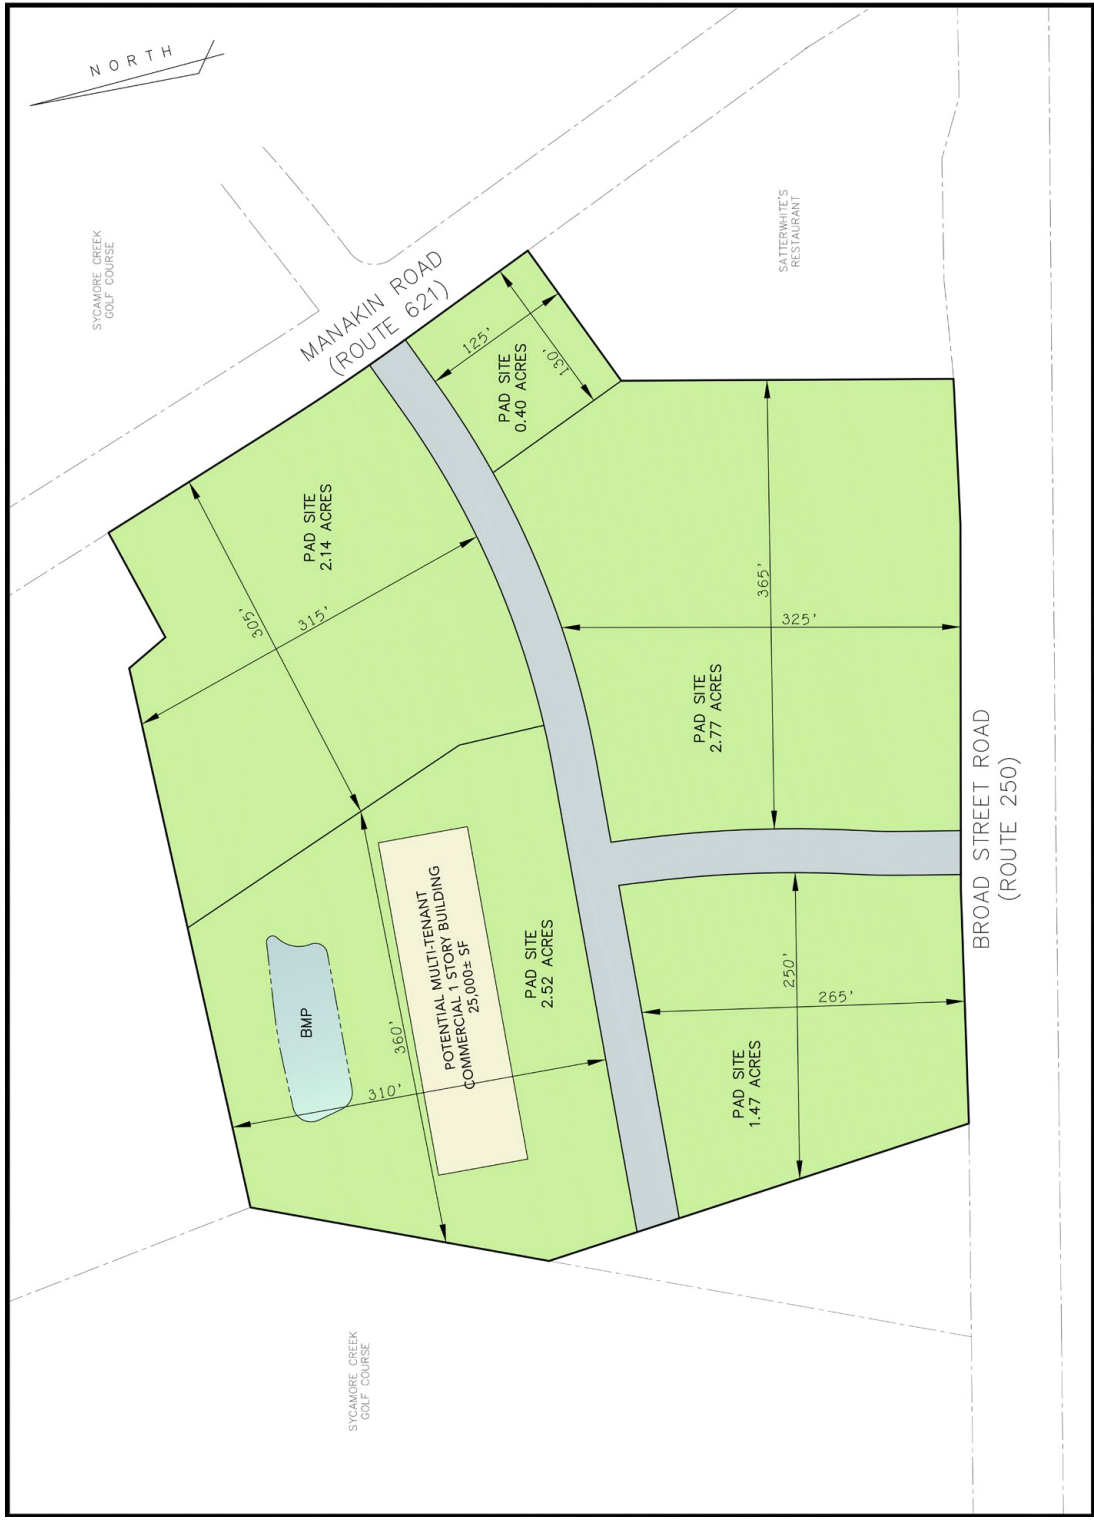 NORTH
SYCAMORE CREEK
GOLF COURSE
SATTERWHITE'S
RESTAURANT
MANAKIN ROAD
(ROUTE 621)
125'
130'
PAD SITE
0.40 ACRES
PAD SITE
2.14 ACRES
305'
315'
365'
325'
PAD SITE
2.77 ACRES
BROAD STREET ROAD
(ROUTE 250)
POTENTIAL MULTI-TENANT
COMMERCIAL 1 STORY BUILDING
25,000± SF
PAD SITE
2.52 ACRES
BMP
360'
310'
250'
265'
PAD SITE
1.47 ACRES
SYCAMORE CREEK
GOLF COURSE